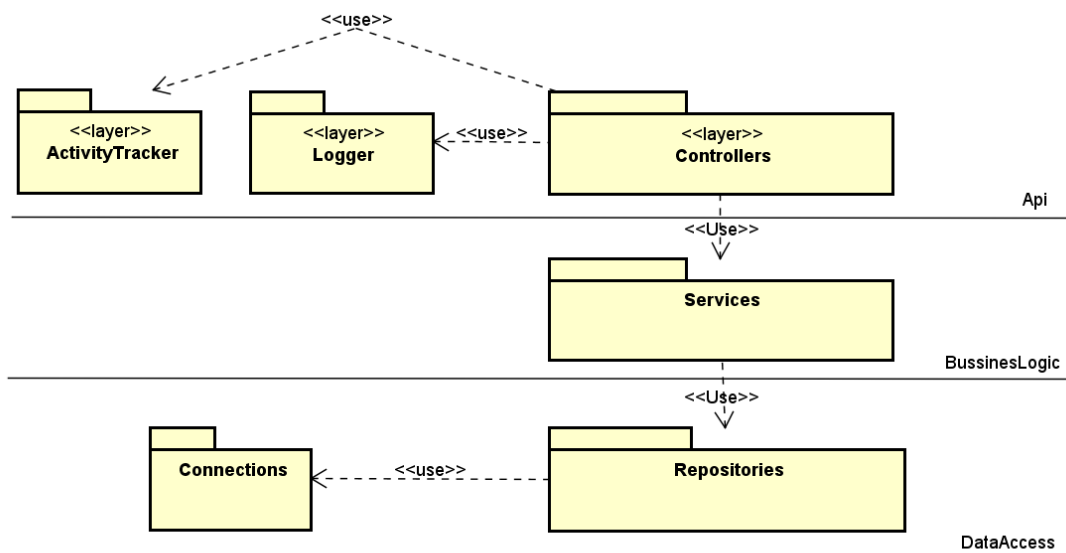 <<use>>
<<layer>>
ActivityTracker
<<layer>>
Logger
<<use>>
<<layer>>
Controllers
Api
<<Use>>
Services
BussinesLogic
<<Use>>
Connections
<<use>>
Repositories
DataAccess